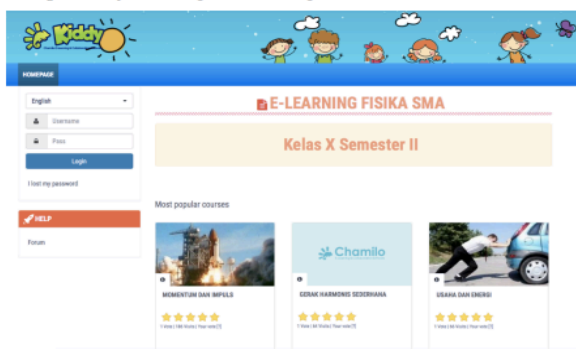 Kiddy
HOMEPAGE
English
Username
Pass
Login
I lost my password
HELP
Forum
E-LEARNING FISIKA SMA
Kelas X Semester II
Most popular courses
Chamilo
MOMENTUM DAN IMPULS
GERAK HARMONIS SEDERHANA
USAHA DAN ENERGI